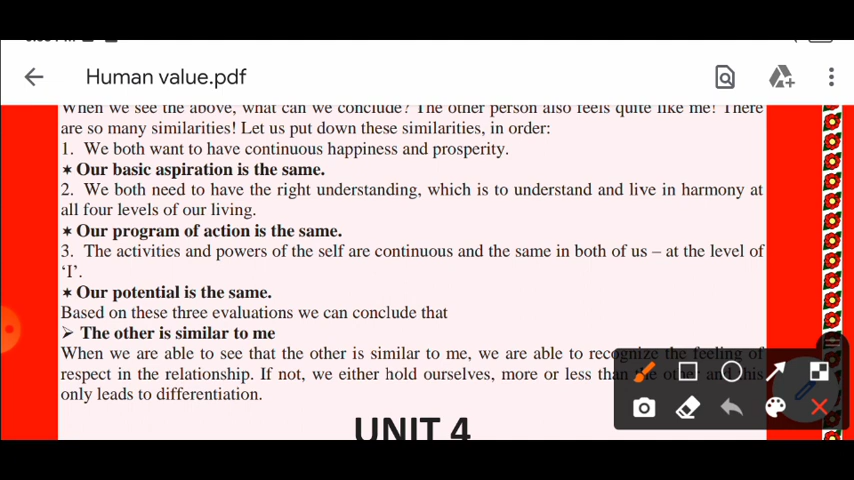 Human value.pdf
When we see the above, what can we conclude? The other person also feels quite like me! There
are so many similarities! Let us put down these similarities, in order:
1. We both want to have continuous happiness and prosperity.
✶ Our basic aspiration is the same.
2. We both need to have the right understanding, which is to understand and live in harmony at
all four levels of our living.
✶ Our program of action is the same.
3. The activities and powers of the self are continuous and the same in both of us – at the level of
‘I’.
✶ Our potential is the same.
Based on these three evaluations we can conclude that
➢ The other is similar to me
When we are able to see that the other is similar to me, we are able to recognize the feeling of
respect in the relationship. If not, we either hold ourselves, more or less than the other and this
only leads to differentiation.
UNIT 4